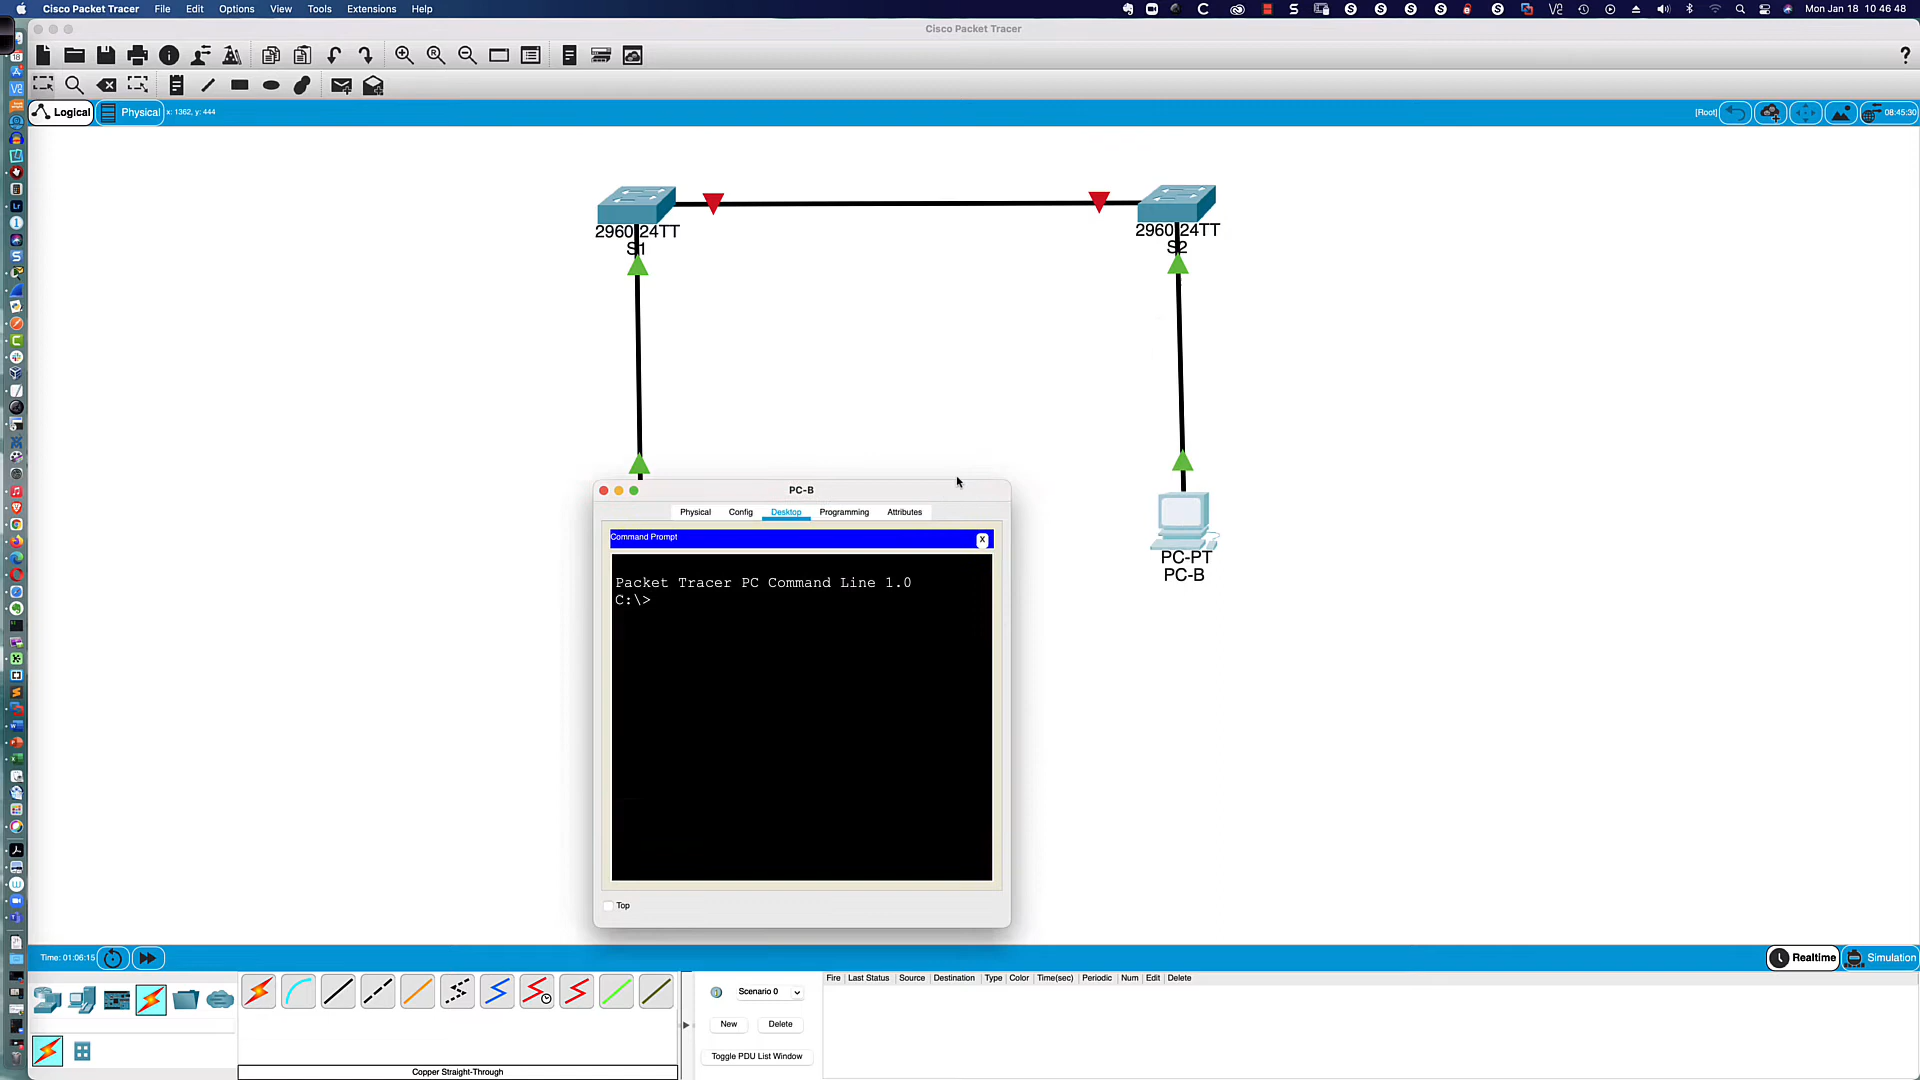 Cisco Packet Tracer File Edit Options View Tools Extensions Help Mon Jan 18 10 46 48
Cisco Packet Tracer
Logical Physical x: 1362, y: 444 [Root] 08:45:30
2960 24TT
S1
2960 24TT
S2
PC-B
Physical Config Desktop Programming Attributes
Command Prompt X
Packet Tracer PC Command Line 1.0
C:\>
Top
PC-PT
PC-B
Time: 01:06:15 Realtime Simulation
Scenario 0
New Delete
Toggle PDU List Window
Fire Last Status Source Destination Type Color Time(sec) Periodic Num Edit Delete
Copper Straight-Through